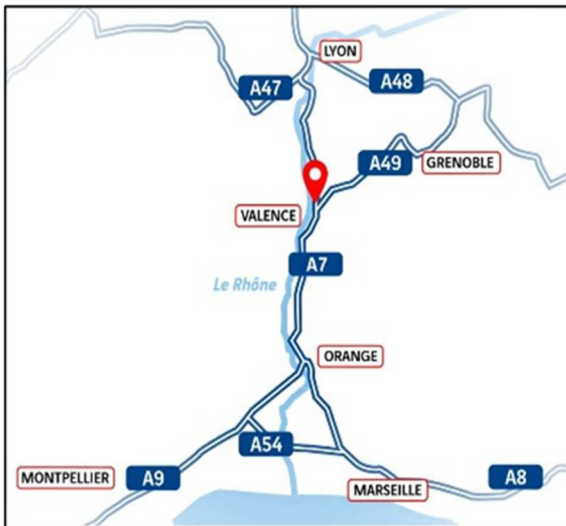 LYON
A47
A48
A49
GRENOBLE
VALENCE
A7
Le Rhône
ORANGE
A54
MONTPELLIER
A9
MARSEILLE
A8